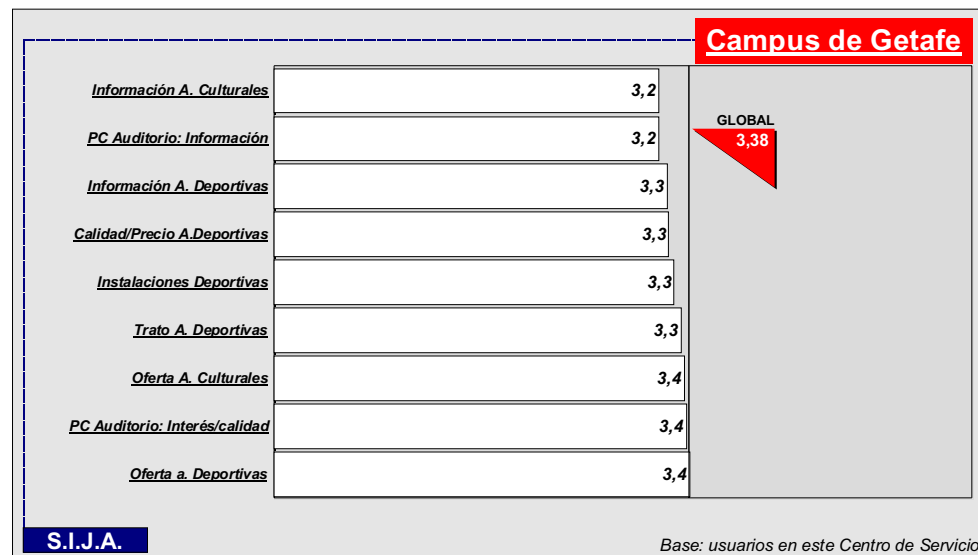 Campus de Getafe
Información A. Culturales 3,2
PC Auditorio: Información 3,2
GLOBAL
3,38
Información A. Deportivas 3,3
Calidad/Precio A.Deportivas 3,3
Instalaciones Deportivas 3,3
Trato A. Deportivas 3,3
Oferta A. Culturales 3,4
PC Auditorio: Interés/calidad 3,4
Oferta a. Deportivas 3,4
S.I.J.A.
Base: usuarios en este Centro de Servicio